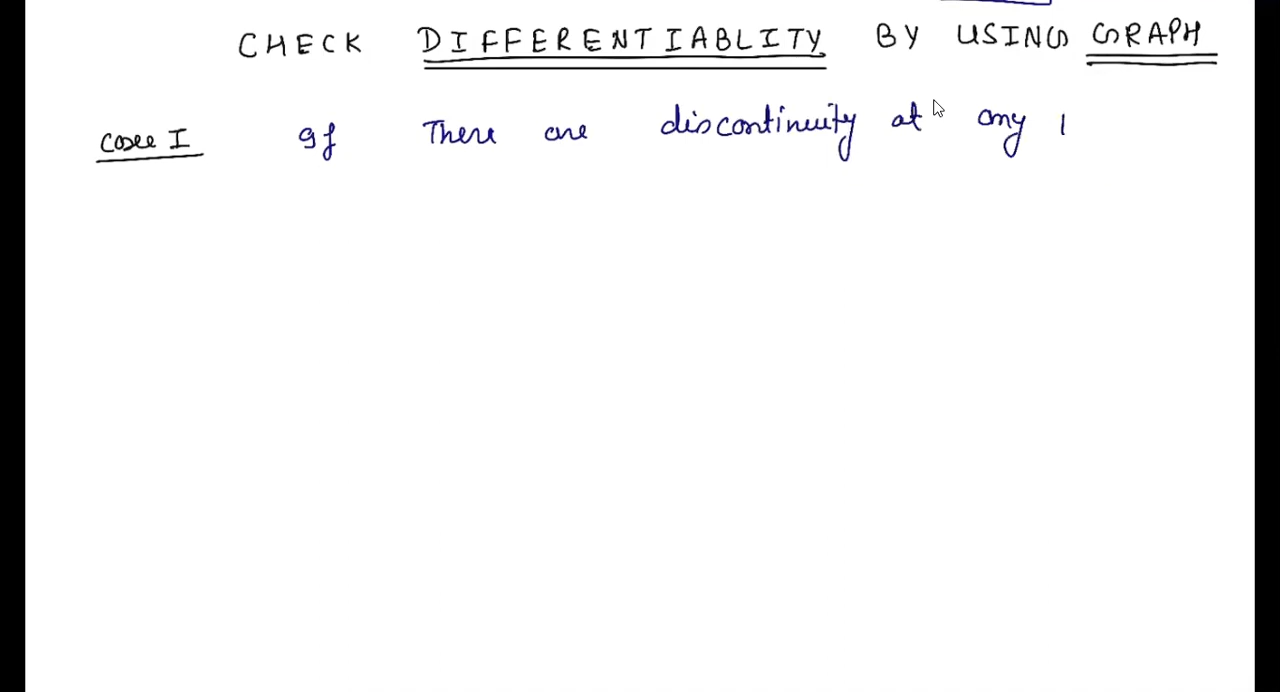 CHECK DIFFERENTIABLITY BY USING GRAPH
Case I If There are discontinuity at any